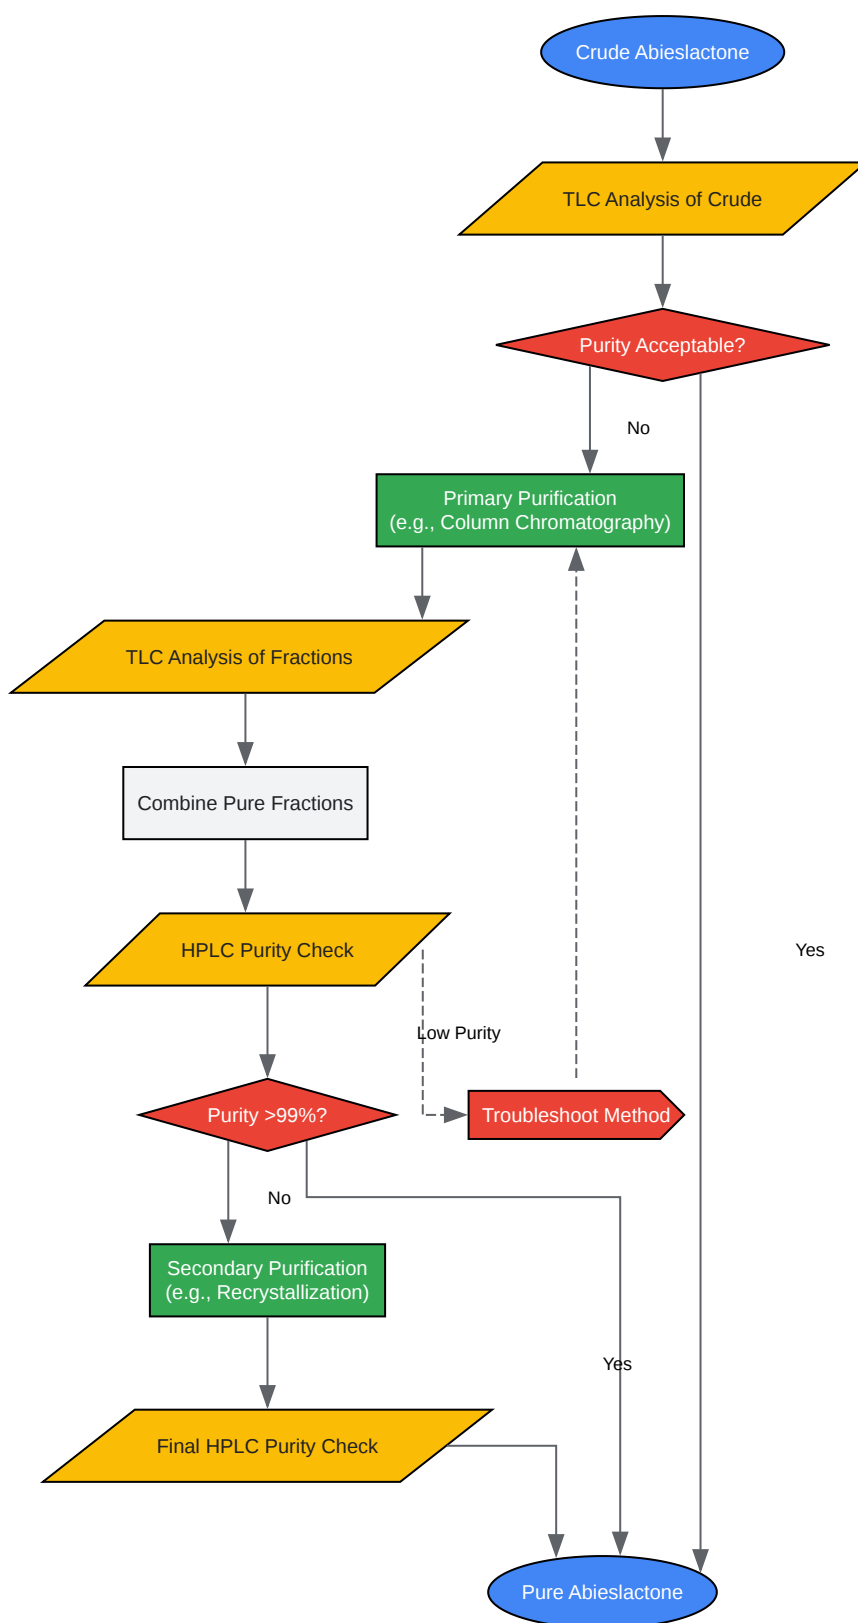 Crude Abieslactone
TLC Analysis of Crude
Purity Acceptable?
No
Primary Purification
(e.g., Column Chromatography)
TLC Analysis of Fractions
Combine Pure Fractions
HPLC Purity Check
Yes
Low Purity
Purity >99%?
Troubleshoot Method
No
Secondary Purification
(e.g., Recrystallization)
Yes
Final HPLC Purity Check
Pure Abieslactone